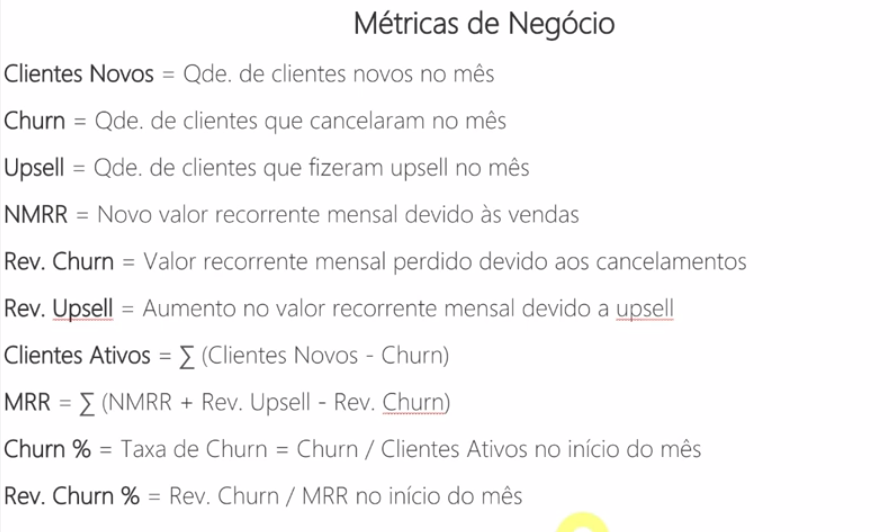 Métricas de Negócio
Clientes Novos = Qde. de clientes novos no mês
Churn = Qde. de clientes que cancelaram no mês
Upsell = Qde. de clientes que fizeram upsell no mês
NMRR = Novo valor recorrente mensal devido às vendas
Rev. Churn = Valor recorrente mensal perdido devido aos cancelamentos
Rev. Upsell = Aumento no valor recorrente mensal devido a upsell
Clientes Ativos = ∑ (Clientes Novos - Churn)
MRR = ∑ (NMRR + Rev. Upsell - Rev. Churn)
Churn % = Taxa de Churn = Churn / Clientes Ativos no início do mês
Rev. Churn % = Rev. Churn / MRR no início do mês